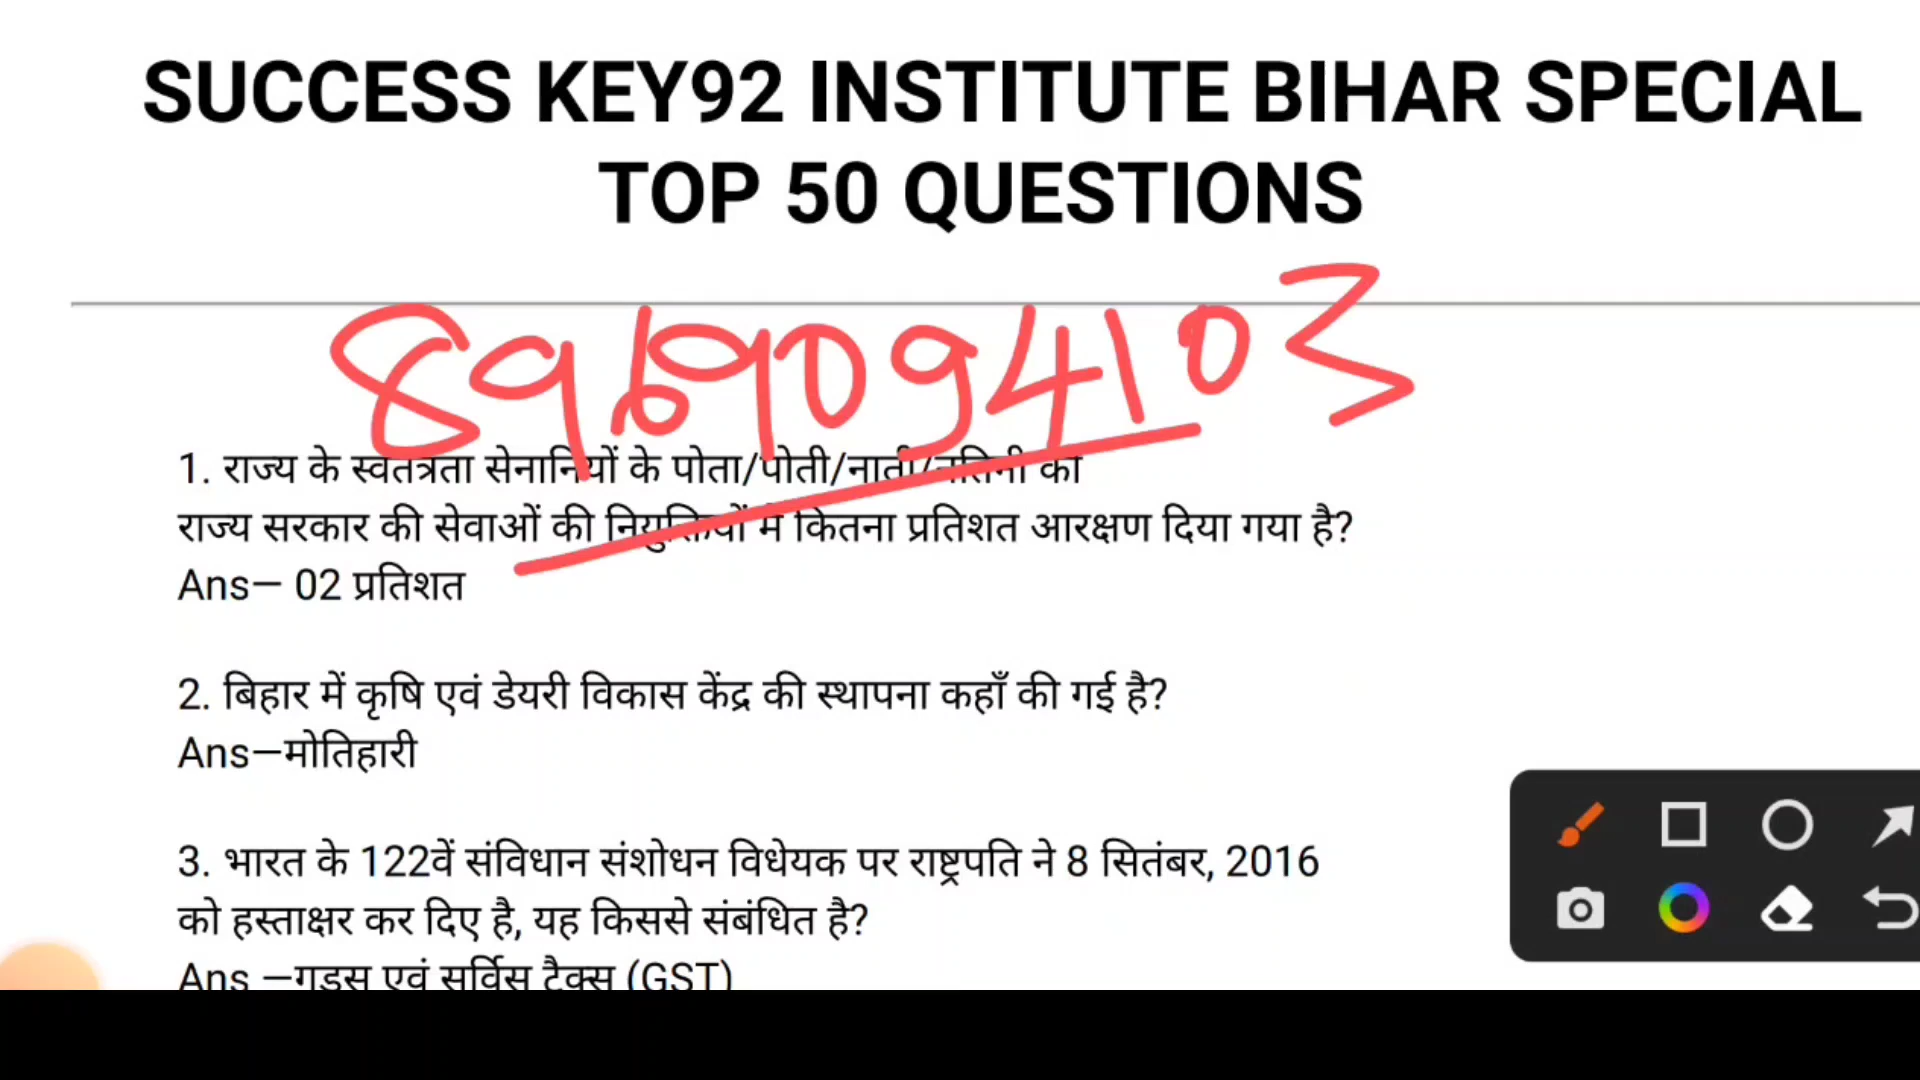 SUCCESS KEY92 INSTITUTE BIHAR SPECIAL
TOP 50 QUESTIONS
8969094103
1. राज्य के स्वतंत्रता सेनानियों के पोता/पोती/नाती/नतिनी को
राज्य सरकार की सेवाओं की नियुक्तियों में कितना प्रतिशत आरक्षण दिया गया है?
Ans— 02 प्रतिशत
2. बिहार में कृषि एवं डेयरी विकास केंद्र की स्थापना कहाँ की गई है?
Ans—मोतिहारी
3. भारत के 122वें संविधान संशोधन विधेयक पर राष्ट्रपति ने 8 सितंबर, 2016
को हस्ताक्षर कर दिए है, यह किससे संबंधित है?
Ans —गुड्स एवं सर्विस टैक्स (GST)